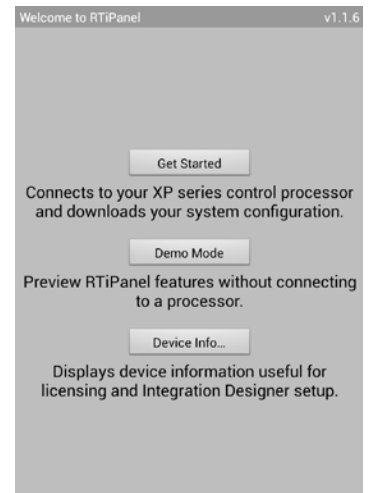 Welcome to RTiPanel v1.1.6
Get Started
Connects to your XP series control processor
and downloads your system configuration.
Demo Mode
Preview RTiPanel features without connecting
to a processor.
Device Info...
Displays device information useful for
licensing and Integration Designer setup.